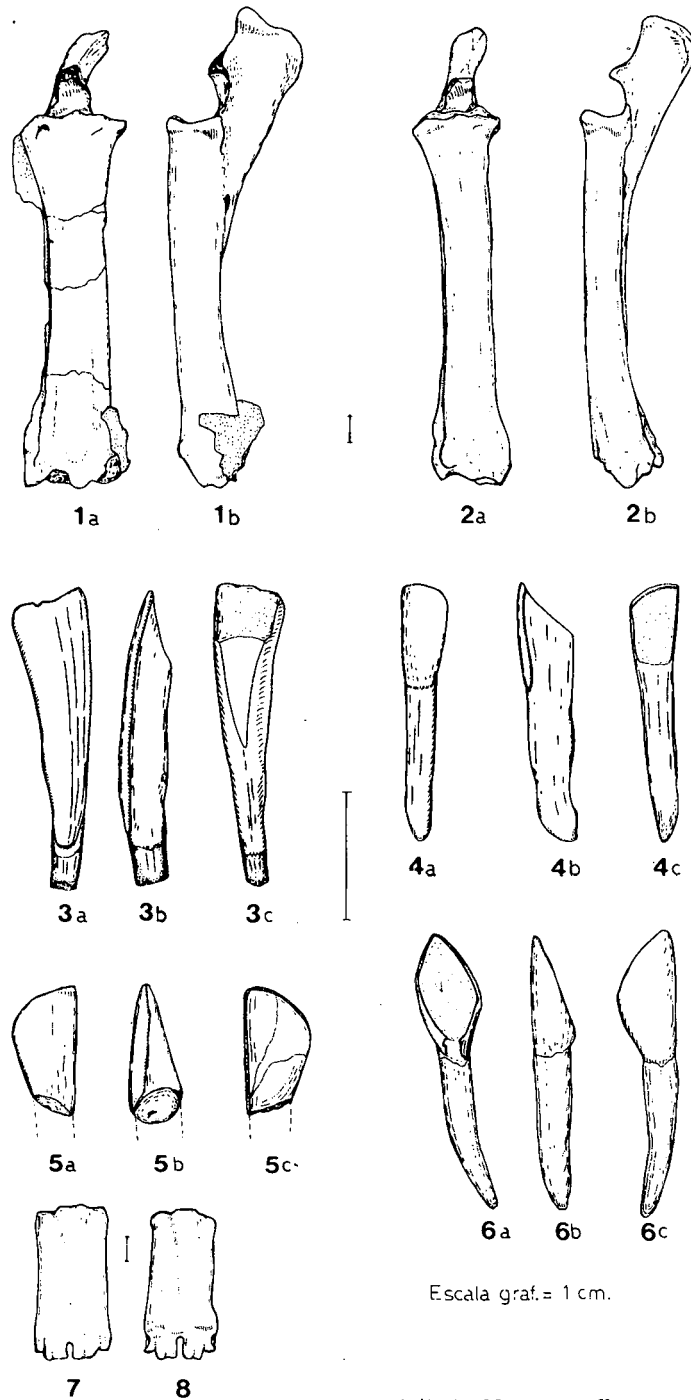 1a 1b 2a 2b
3a 3b 3c 4a 4b 4c
5a 5b 5c
6a 6b 6c
Escala graf. = 1 cm.
7 8